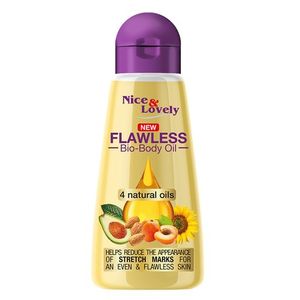 Nice &
Lovely
NEW
FLAWLESS
Bio-Body Oil
4 natural oils
HELPS REDUCE THE APPEARANCE
OF STRETCH MARKS FOR
AN EVEN & FLAWLESS SKIN